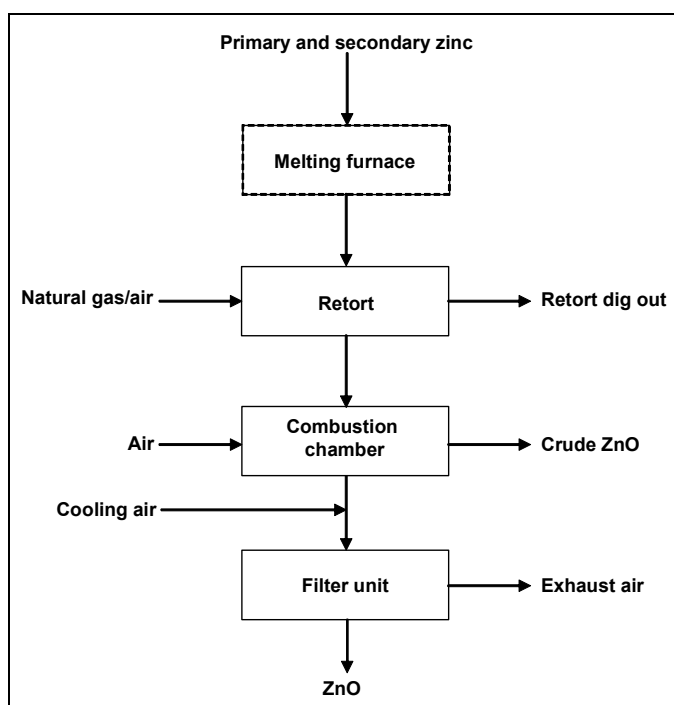 Primary and secondary zinc
Melting furnace
Natural gas/air
Retort
Retort dig out
Combustion
chamber
Air
Crude ZnO
Cooling air
Filter unit
Exhaust air
ZnO